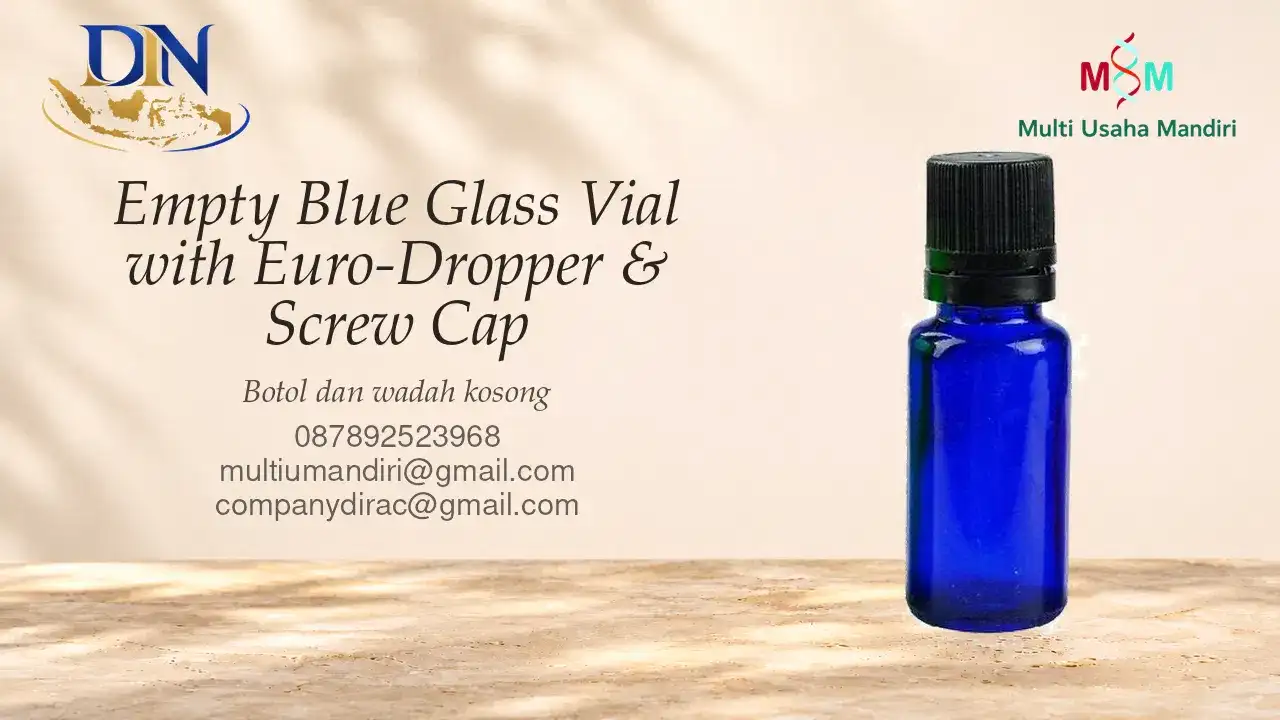 DIN
M M
Multi Usaha Mandiri
Empty Blue Glass Vial
with Euro-Dropper &
Screw Cap
Botol dan wadah kosong
087892523968
multiumandiri@gmail.com
companydirac@gmail.com